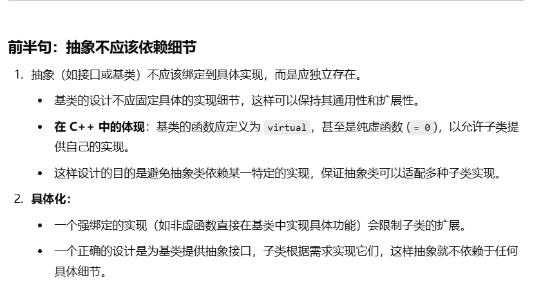 前半句：抽象不应该依赖细节
1. 抽象（如接口或基类）不应该绑定到具体实现，而是应独立存在。
• 基类的设计不应固定具体的实现细节，这样可以保持其通用性和扩展性。
• 在 C++ 中的体现：基类的函数应定义为 virtual，甚至是纯虚函数 (= 0)，以允许子类提
供自己的实现。
• 这样设计的目的是避免抽象类依赖某一特定的实现，保证抽象类可以适配多种子类实现。
2. 具体化：
• 一个强绑定的实现（如非虚函数直接在基类中实现具体功能）会限制子类的扩展。
• 一个正确的设计是为基类提供抽象接口，子类根据需求实现它们，这样抽象就不依赖于任何
具体细节。